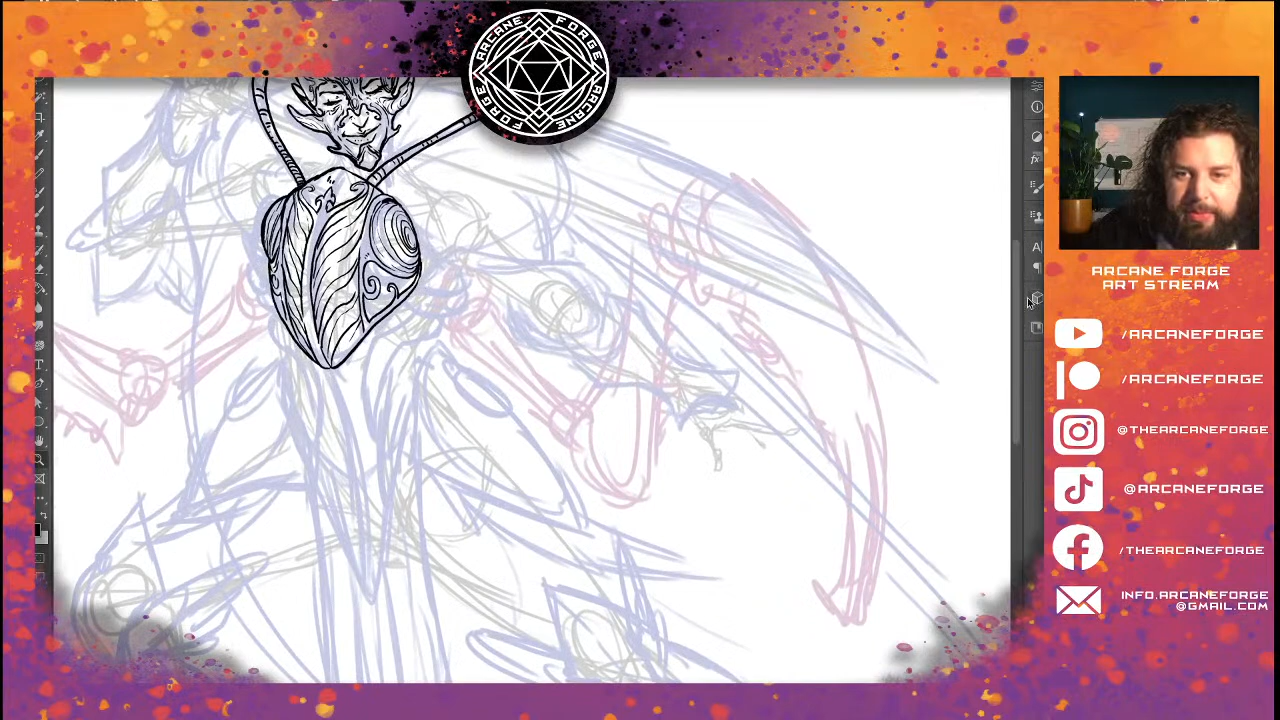 ARCANE FORGE
ARCANE FORGE
ARCANE FORGE
ART STREAM
/ARCANEFORGE
/ARCANEFORGE
@THEARCANEFORGE
@ARCANEFORGE
/THEARCANEFORGE
INFO.ARCANEFORGE
@GMAIL.COM